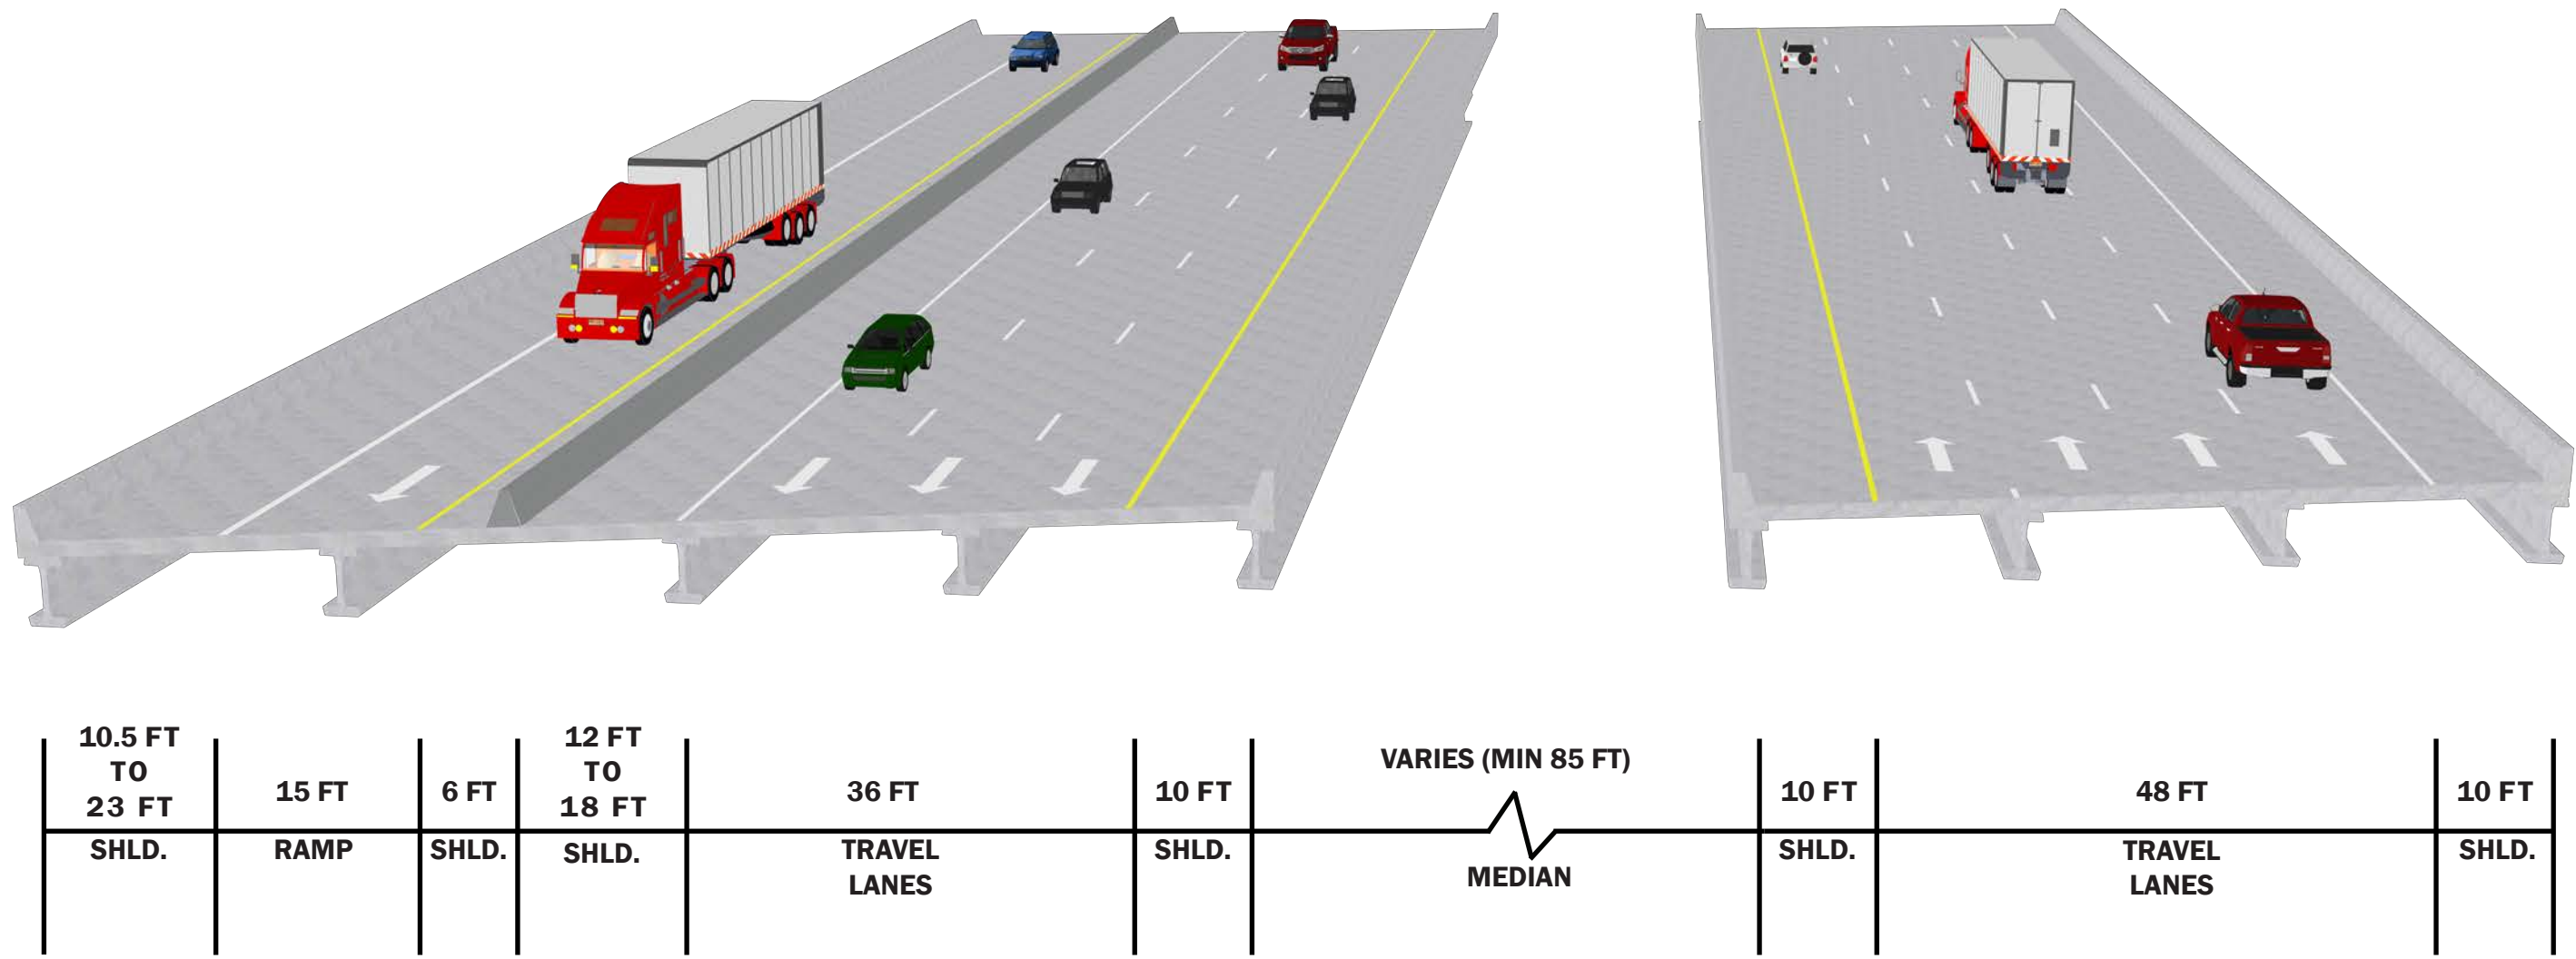 10.5 FT
TO
23 FT
SHLD.
15 FT
RAMP
6 FT
SHLD.
12 FT
TO
18 FT
SHLD.
36 FT
TRAVEL
LANES
10 FT
SHLD.
VARIES (MIN 85 FT)
MEDIAN
10 FT
SHLD.
48 FT
TRAVEL
LANES
10 FT
SHLD.